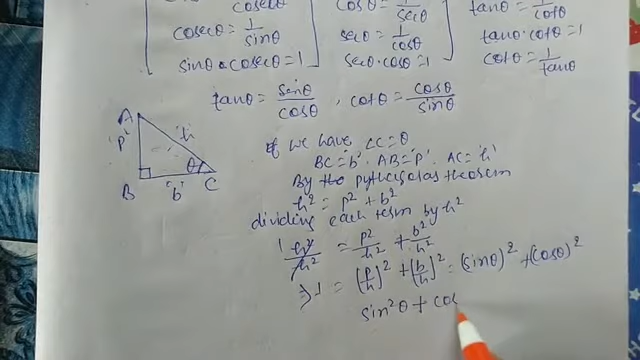 cosecθ
cosecθ = 1/sinθ
sinθ • cosecθ = 1
cosθ = 1/secθ
secθ = 1/cosθ
secθ · cosθ = 1
tanθ = 1/cotθ
tanθ · cotθ = 1
cotθ = 1/tanθ
tanθ = sinθ/cosθ , cotθ = cosθ/sinθ
A
'p'
'h'
θ
B
'b'
C
If we have ∠C = θ
BC = 'b' . AB = 'p' . AC = 'h'
By the pythagoras theorem
h² = p² + b²
dividing each term by h²
1 h²/h² = p²/h² + b²/h²
⇒ 1 = (p/h)² + (b/h)² = (sinθ)² + (cosθ)²
sin²θ + cos